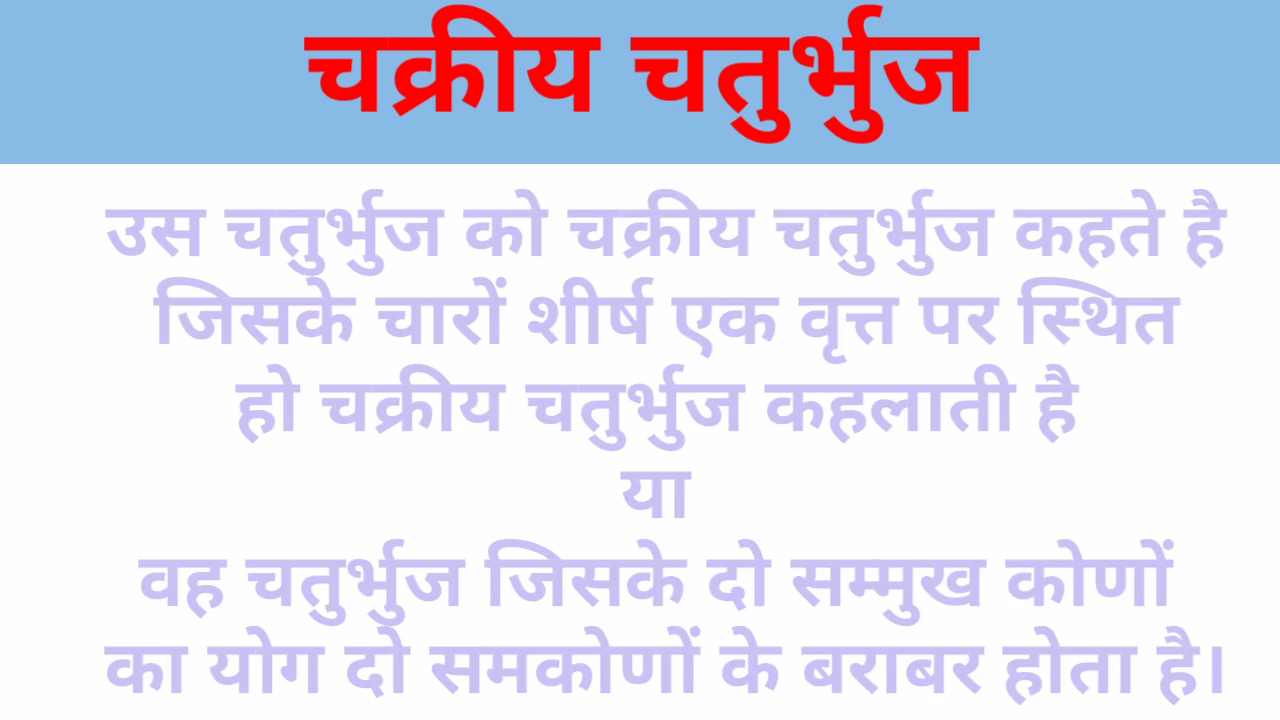 चक्रीय चतुर्भुज
उस चतुर्भुज को चक्रीय चतुर्भुज कहते है
जिसके चारों शीर्ष एक वृत्त पर स्थित
हो चक्रीय चतुर्भुज कहलाती है
या
वह चतुर्भुज जिसके दो सम्मुख कोणों
का योग दो समकोणों के बराबर होता है।